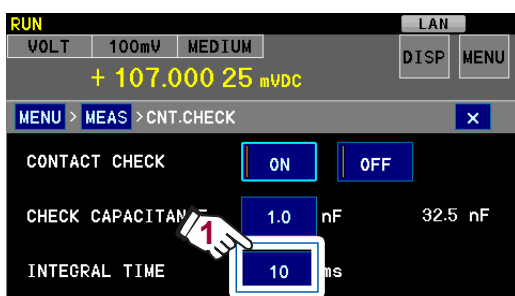 RUN LAN
VOLT 100mV MEDIUM DISP MENU
+ 107.000 25 mVDC
MENU > MEAS > CNT.CHECK ×
CONTACT CHECK ON OFF
CHECK 1.0 nF 32.5 nF
1
INTEGRAL TIME 10 ms